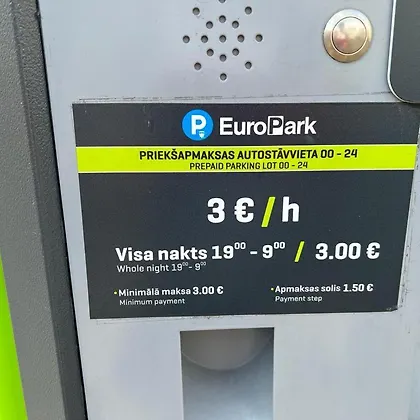 P EuroPark
PRIEKŠAPMAKSAS AUTOSTĀVVIETA 00 - 24
PREPAID PARKING LOT 00 - 24
3 € / h
Visa nakts 19⁰⁰ - 9⁰⁰ / 3.00 €
Whole night 19⁰⁰ - 9⁰⁰
• Minimālā maksa 3.00 € • Apmaksas solis 1.50 €
Minimum payment Payment step